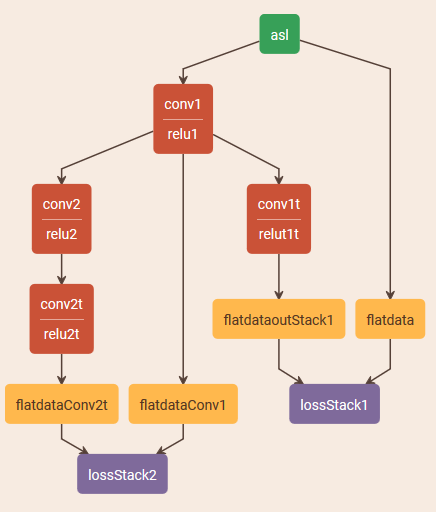 asl
conv1
relu1
conv2
relu2
conv1t
relut1t
conv2t
relu2t
flatdataoutStack1
flatdata
flatdataConv2t
flatdataConv1
lossStack1
lossStack2